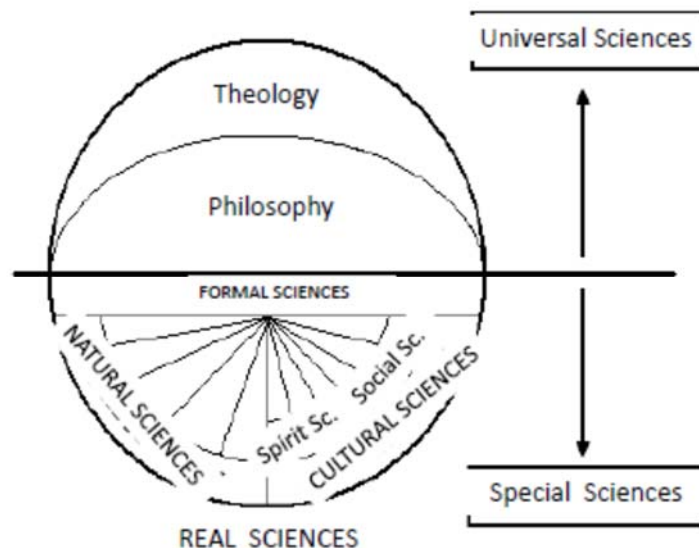 Universal Sciences
Theology
Philosophy
FORMAL SCIENCES
NATURAL SCIENCES
Spirit Sc.
Social Sc.
CULTURAL SCIENCES
Special Sciences
REAL SCIENCES